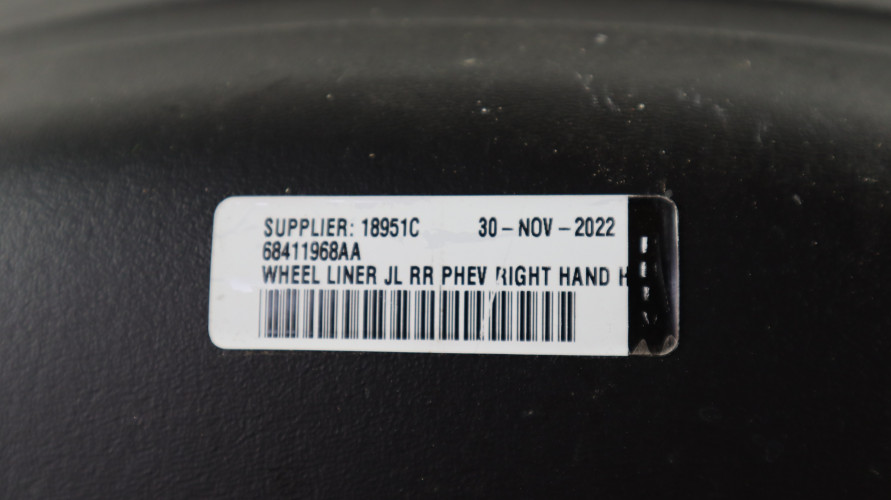 SUPPLIER: 18951C 30-NOV-2022
68411968AA
WHEEL LINER JL RR PHEV RIGHT HAND H